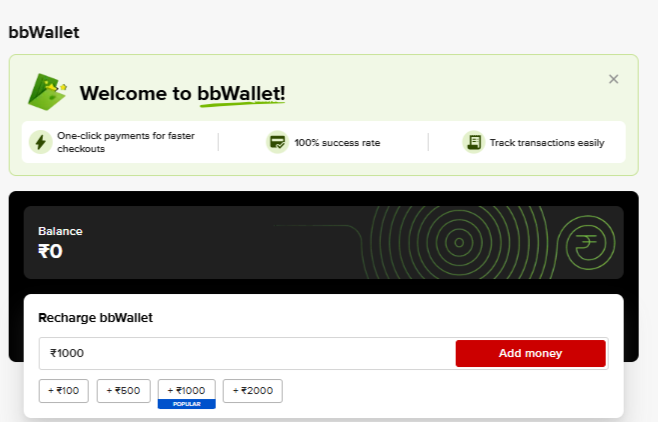 bbWallet
Welcome to bbWallet!
One-click payments for faster
checkouts
100% success rate
Track transactions easily
Balance
₹0
Recharge bbWallet
₹1000
Add money
+ ₹100
+ ₹500
+ ₹1000
+ ₹2000
POPULAR